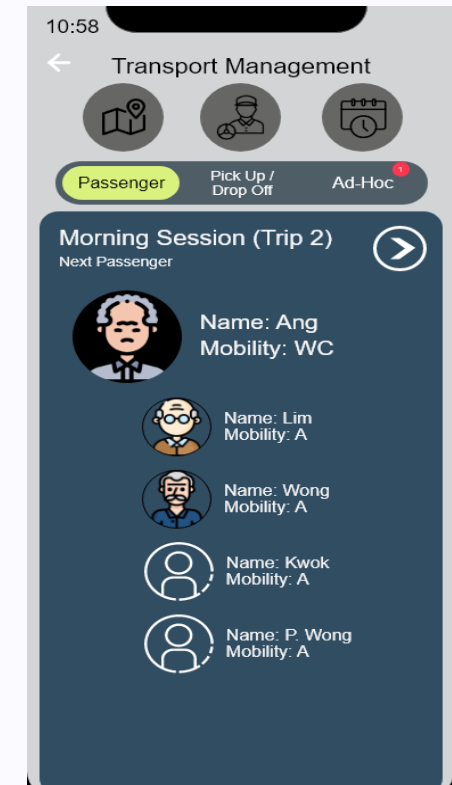 10:58
Transport Management
Passenger
Pick Up /
Drop Off
Ad-Hoc
1
Morning Session (Trip 2)
Next Passenger
Name: Ang
Mobility: WC
Name: Lim
Mobility: A
Name: Wong
Mobility: A
Name: Kwok
Mobility: A
Name: P. Wong
Mobility: A